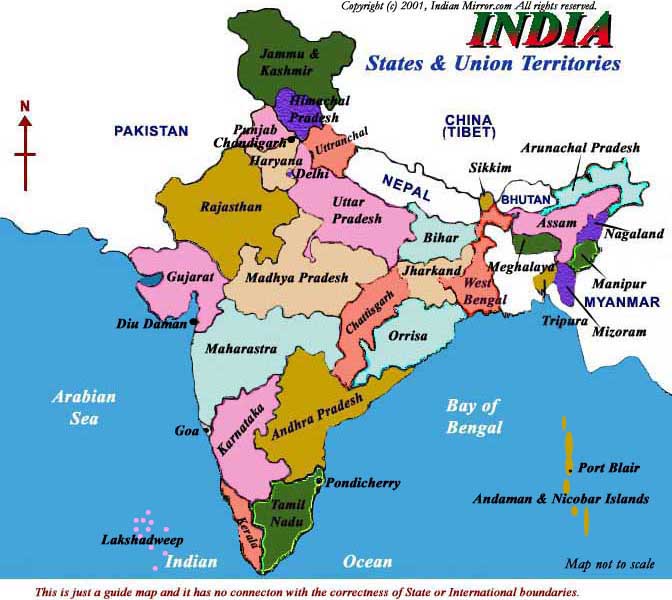 Copyright (c) 2001, Indian Mirror.com All rights reserved.
INDIA
States & Union Territories
Jammu &
Kashmir
N
Himachal
Pradesh
PAKISTAN
Punjab
Chandigarh
Uttranchal
CHINA
(TIBET)
Arunachal Pradesh
Haryana
Delhi
Sikkim
NEPAL
BHUTAN
Rajasthan
Uttar
Pradesh
Assam
Nagaland
Bihar
Meghalaya
Gujarat
Madhya Pradesh
Jharkand
West
Bengal
Manipur
MYANMAR
Chattisgarh
Diu Daman
Tripura
Mizoram
Orrisa
Maharastra
Arabian
Sea
Bay of
Bengal
Andhra Pradesh
Karnataka
Goa
Port Blair
Pondicherry
Andaman & Nicobar Islands
Tamil
Nadu
Kerala
Lakshadweep
Indian
Ocean
Map not to scale
This is just a guide map and it has no connecton with the correctness of State or International boundaries.